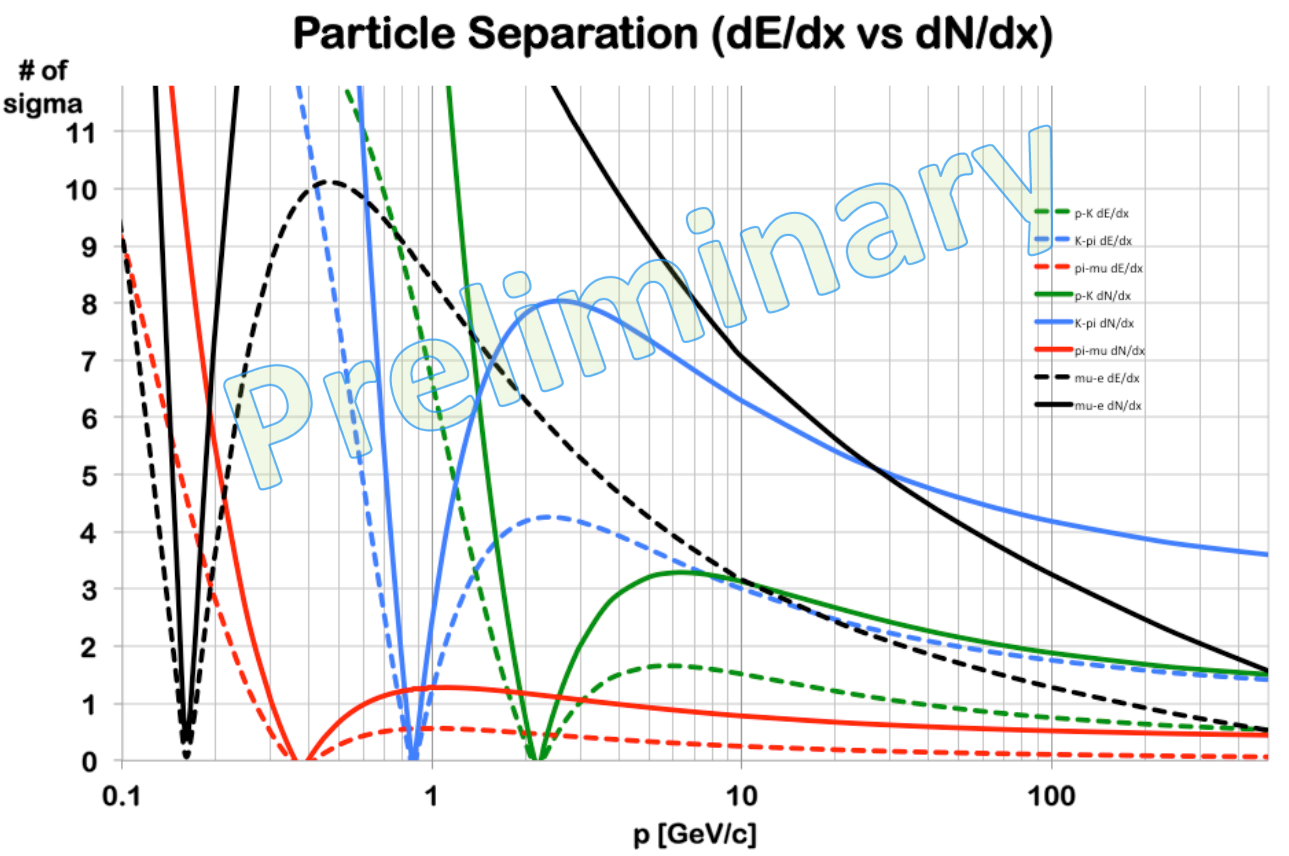 Particle Separation (dE/dx vs dN/dx)
# of
sigma
11
10
9
8
7
6
5
4
3
2
1
0
Preliminary
p-K dE/dx
K-pi dE/dx
pi-mu dE/dx
p-K dN/dx
K-pi dN/dx
pi-mu dN/dx
mu-e dE/dx
mu-e dN/dx
0.1 1 10 100
p [GeV/c]